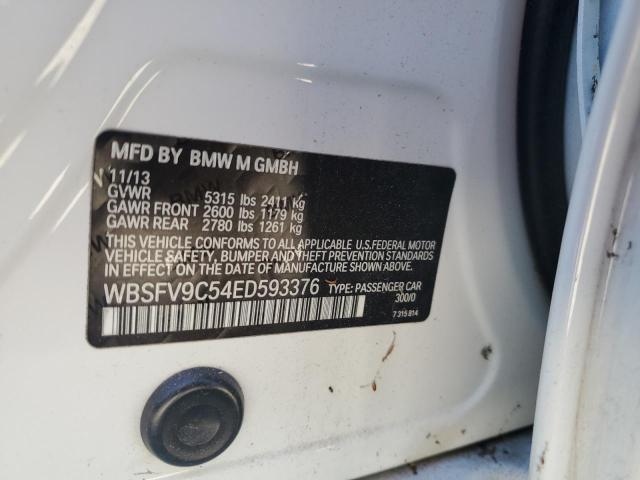 MFD BY BMW M GMBH
11/13
GVWR 5315 lbs 2411 Kg
GAWR FRONT 2600 lbs 1179 Kg
GAWR REAR 2780 lbs 1261 Kg
THIS VEHICLE CONFORMS TO ALL APPLICABLE U.S.FEDERAL MOTOR
VEHICLE SAFETY, BUMPER AND THEFT PREVENTION STANDARDS
IN EFFECT ON THE DATE OF MANUFACTURE SHOWN ABOVE.
WBSFV9C54ED593376 TYPE: PASSENGER CAR
300/0
7 315 814